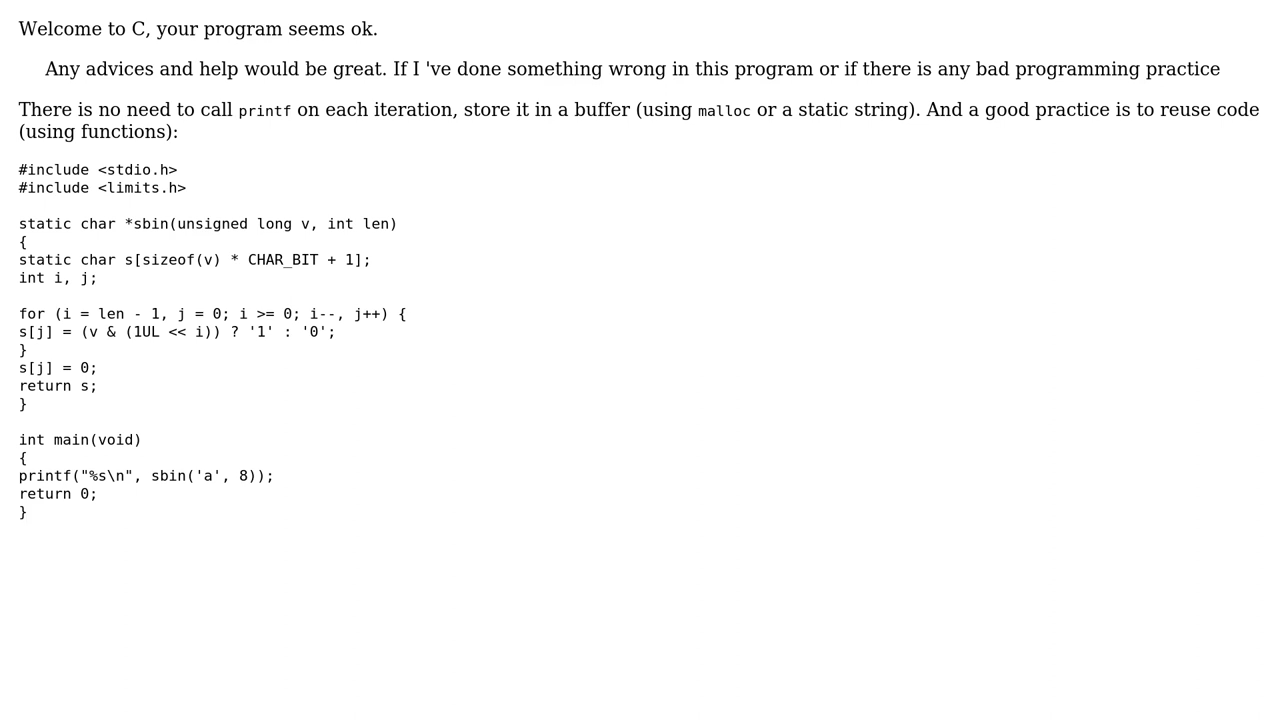 Welcome to C, your program seems ok.
Any advices and help would be great. If I 've done something wrong in this program or if there is any bad programming practice
There is no need to call printf on each iteration, store it in a buffer (using malloc or a static string). And a good practice is to reuse code
(using functions):
#include <stdio.h>
#include <limits.h>
static char *sbin(unsigned long v, int len)
{
static char s[sizeof(v) * CHAR_BIT + 1];
int i, j;
for (i = len - 1, j = 0; i >= 0; i--, j++) {
s[j] = (v & (1UL << i)) ? '1' : '0';
}
s[j] = 0;
return s;
}
int main(void)
{
printf("%s\n", sbin('a', 8));
return 0;
}